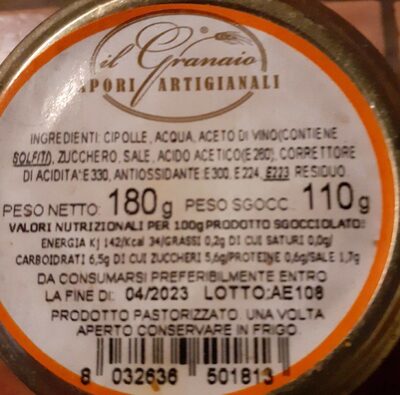 il Granaio
SAPORI ARTIGIANALI
INGREDIENTI: CIPOLLE, ACQUA, ACETO DI VINO(CONTIENE
SOLFITI), ZUCCHERO, SALE, ACIDO ACETICO(E 260), CORRETTORE
DI ACIDITA':E 330, ANTIOSSIDANTE :E 300, E 224, E223 RESIDUO.
PESO NETTO: 180g PESO SGOCC. 110g
VALORI NUTRIZIONALI PER 100g PRODOTTO SGOCCIOLATO:
ENERGIA KJ 142/Kcal 34/GRASSI 0,2g DI CUI SATURI 0,0g/
CARBOIDRATI 6,5g DI CUI ZUCCHERI 5,6g/PROTEINE 0,6g/SALE 1,7g
DA CONSUMARSI PREFERIBILMENTE ENTRO
LA FINE DI: 04/2023 LOTTO:AE108
PRODOTTO PASTORIZZATO. UNA VOLTA
APERTO CONSERVARE IN FRIGO.
8 032636 501813